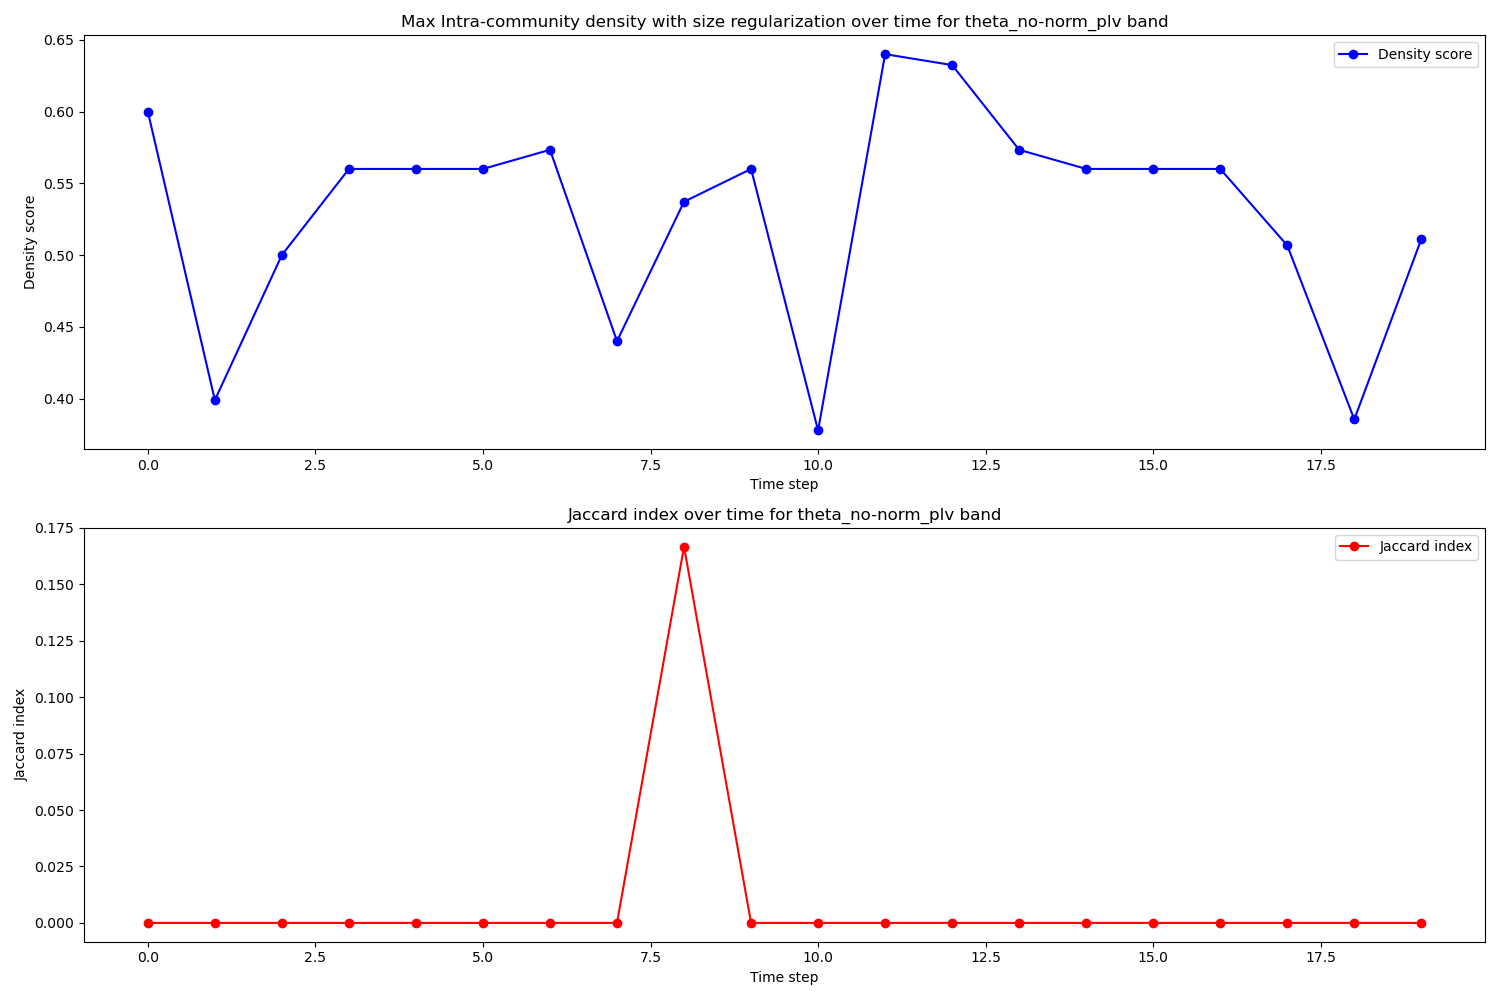 Max Intra-community density with size regularization over time for theta_no-norm_plv band
Density score
0.65
0.60
0.55
0.50
0.45
0.40
Density score
0.0 2.5 5.0 7.5 10.0 12.5 15.0 17.5
Time step
Jaccard index over time for theta_no-norm_plv band
Jaccard index
0.175
0.150
0.125
0.100
0.075
0.050
0.025
0.000
Jaccard index
0.0 2.5 5.0 7.5 10.0 12.5 15.0 17.5
Time step